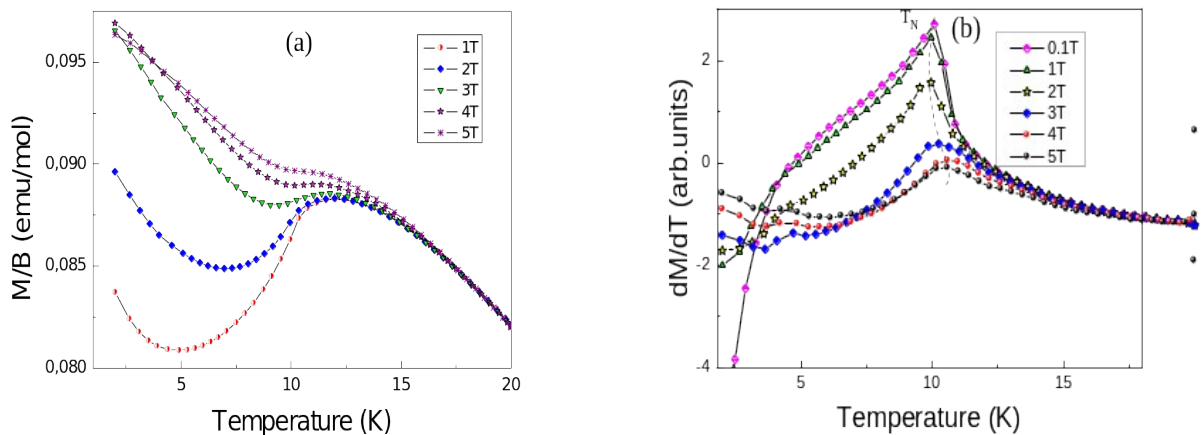 (a)
1T
2T
3T
4T
5T
0,095
0,090
0,085
0,080
M/B (emu/mol)
5
10
15
20
Temperature (K)
T_N
(b)
0.1T
1T
2T
3T
4T
5T
2
0
-2
-4
dM/dT (arb.units)
5
10
15
Temperature (K)